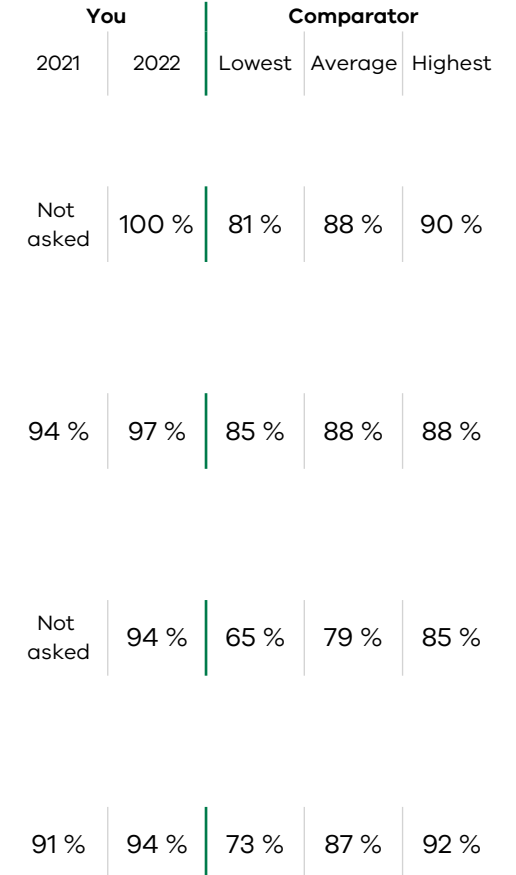 You Comparator
2021 2022 Lowest Average Highest
Not asked 100 % 81 % 88 % 90 %
94 % 97 % 85 % 88 % 88 %
Not asked 94 % 65 % 79 % 85 %
91 % 94 % 73 % 87 % 92 %